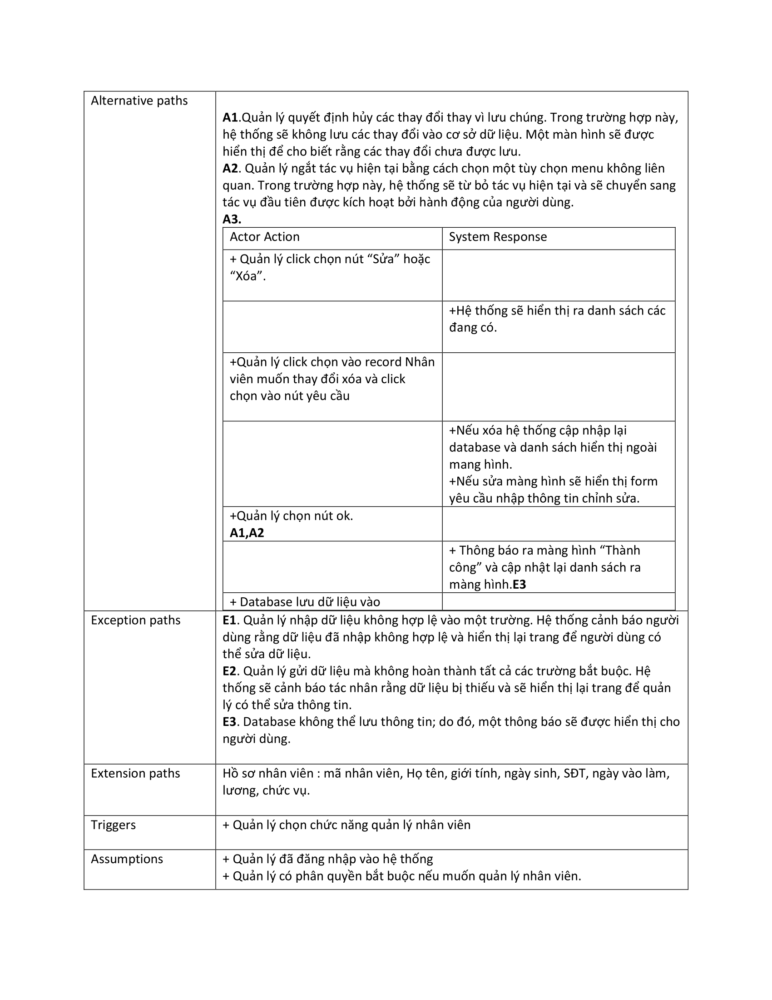 Alternative paths
A1.Quản lý quyết định hủy các thay đổi thay vì lưu chúng. Trong trường hợp này,
hệ thống sẽ không lưu các thay đổi vào cơ sở dữ liệu. Một màn hình sẽ được
hiển thị để cho biết rằng các thay đổi chưa được lưu.
A2. Quản lý ngắt tác vụ hiện tại bằng cách chọn một tùy chọn menu không liên
quan. Trong trường hợp này, hệ thống sẽ từ bỏ tác vụ hiện tại và sẽ chuyển sang
tác vụ đầu tiên được kích hoạt bởi hành động của người dùng.
A3.
Actor Action
System Response
+ Quản lý click chọn nút “Sửa” hoặc
“Xóa”.
+Hệ thống sẽ hiển thị ra danh sách các
đang có.
+Quản lý click chọn vào record Nhân
viên muốn thay đổi xóa và click
chọn vào nút yêu cầu
+Nếu xóa hệ thống cập nhập lại
database và danh sách hiển thị ngoài
mang hình.
+Nếu sửa màng hình sẽ hiển thị form
yêu cầu nhập thông tin chỉnh sửa.
+Quản lý chọn nút ok.
A1,A2
+ Thông báo ra màng hình “Thành
công” và cập nhật lại danh sách ra
màng hình.E3
+ Database lưu dữ liệu vào
Exception paths
E1. Quản lý nhập dữ liệu không hợp lệ vào một trường. Hệ thống cảnh báo người
dùng rằng dữ liệu đã nhập không hợp lệ và hiển thị lại trang để người dùng có
thể sửa dữ liệu.
E2. Quản lý gửi dữ liệu mà không hoàn thành tất cả các trường bắt buộc. Hệ
thống sẽ cảnh báo tác nhân rằng dữ liệu bị thiếu và sẽ hiển thị lại trang để quản
lý có thể sửa thông tin.
E3. Database không thể lưu thông tin; do đó, một thông báo sẽ được hiển thị cho
người dùng.
Extension paths
Hồ sơ nhân viên : mã nhân viên, Họ tên, giới tính, ngày sinh, SĐT, ngày vào làm,
lương, chức vụ.
Triggers
+ Quản lý chọn chức năng quản lý nhân viên
Assumptions
+ Quản lý đã đăng nhập vào hệ thống
+ Quản lý có phân quyền bắt buộc nếu muốn quản lý nhân viên.